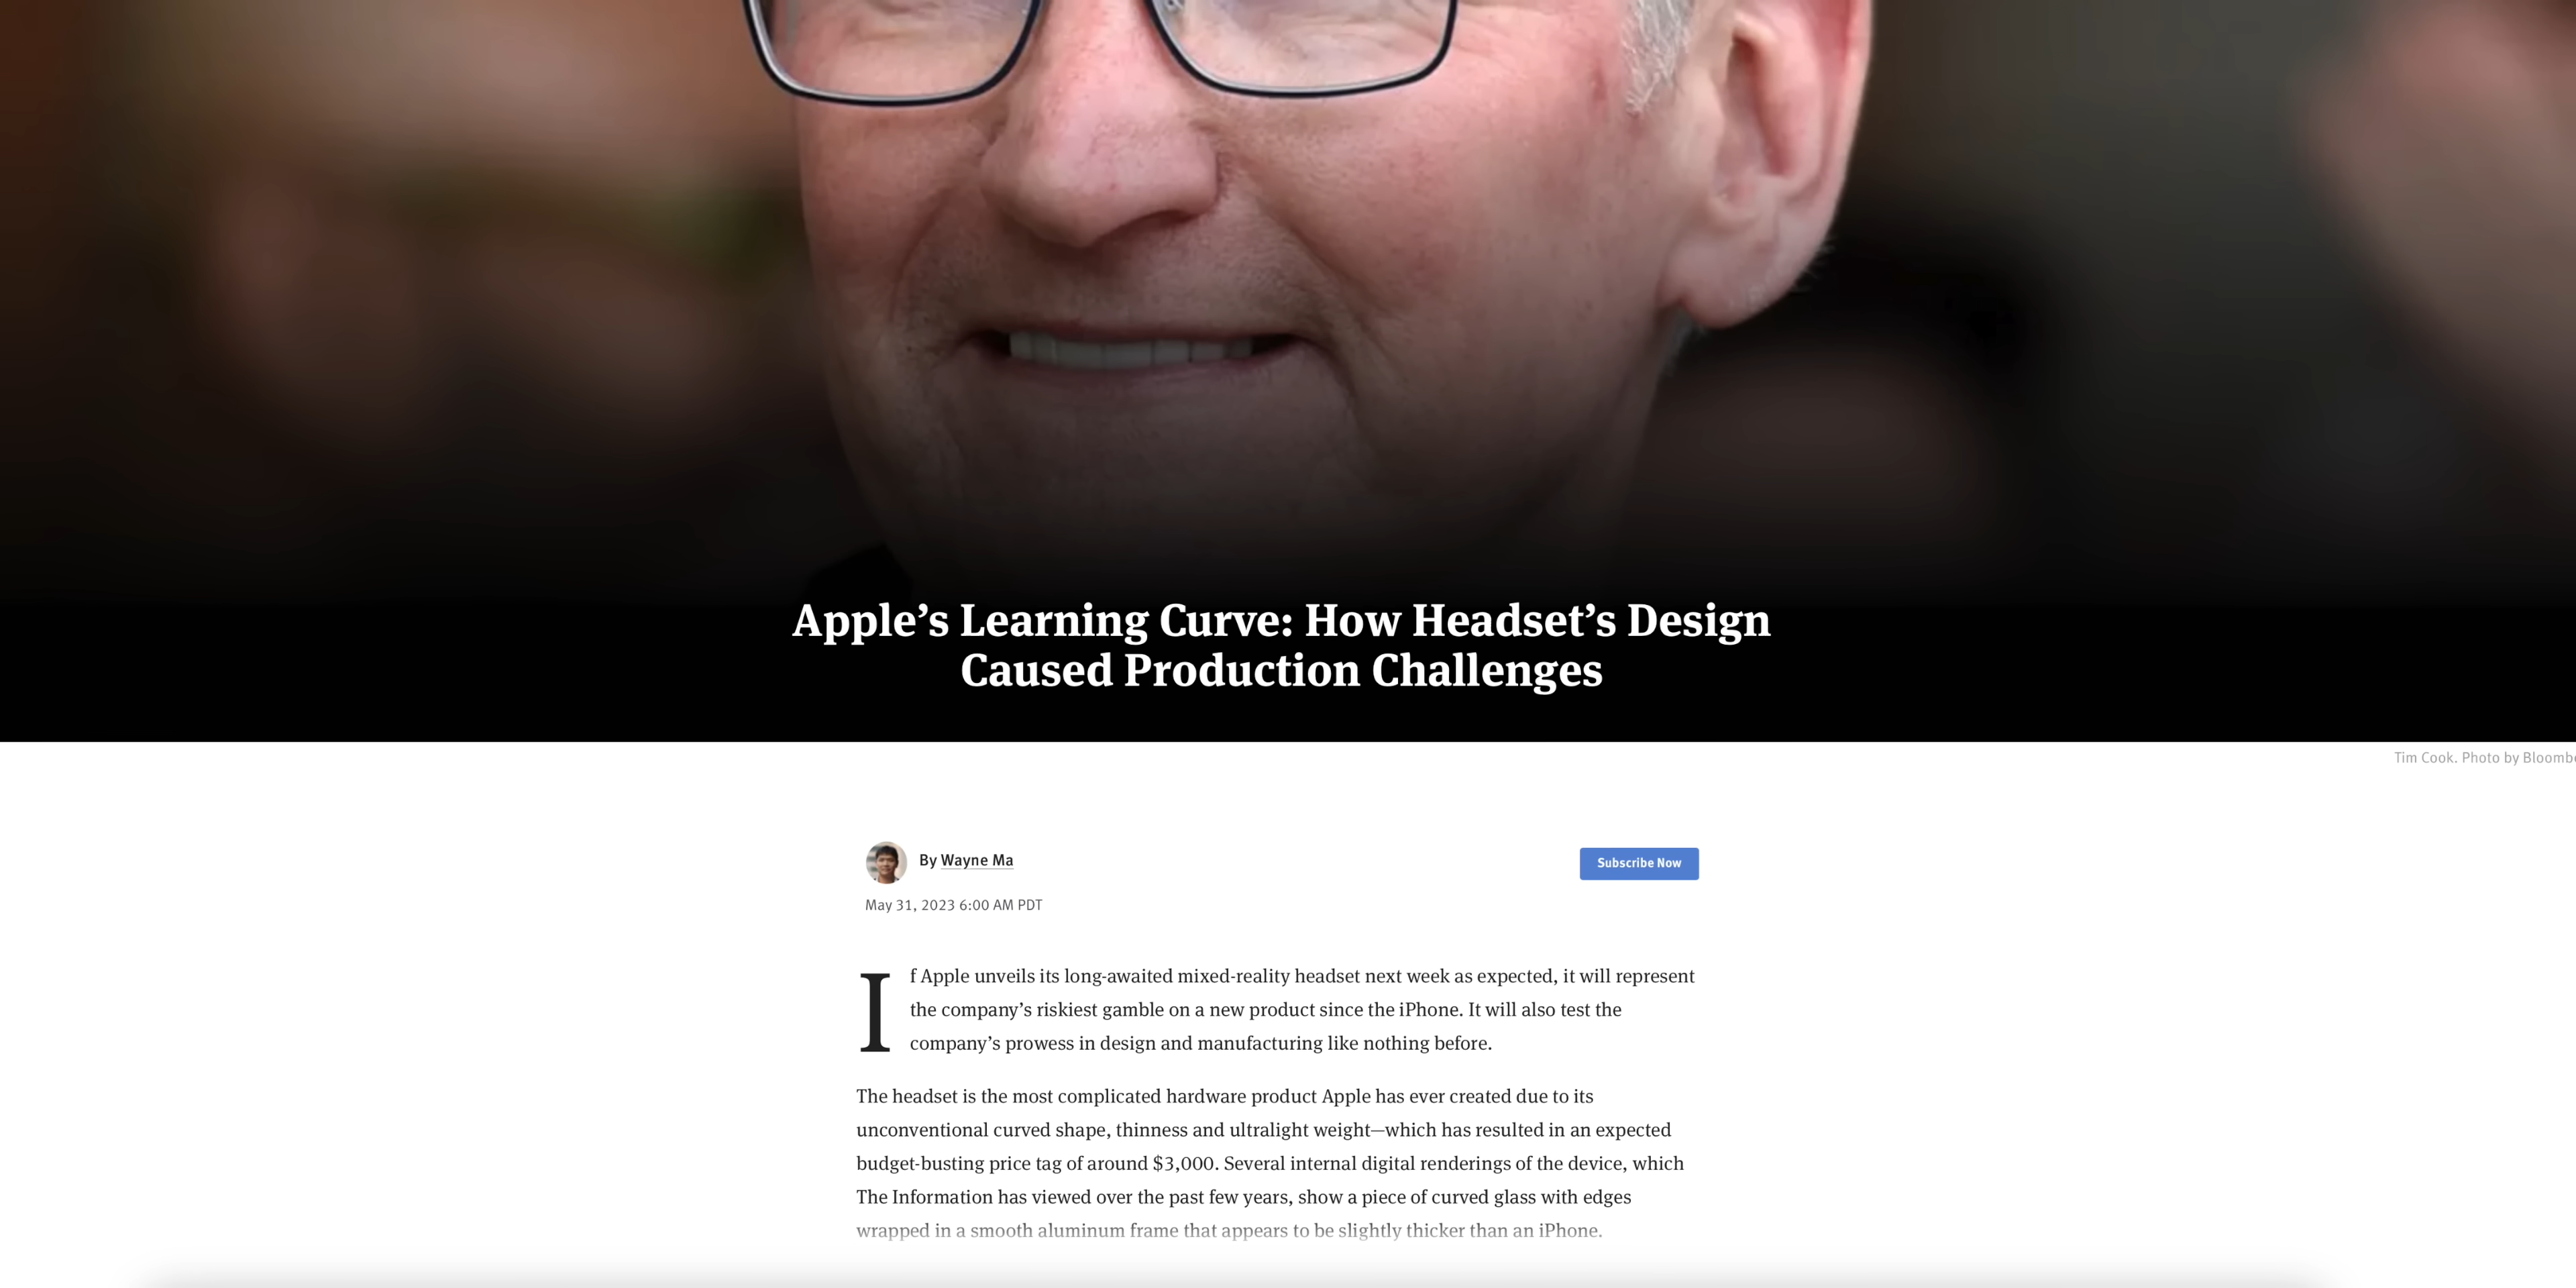 Apple’s Learning Curve: How Headset’s Design
Caused Production Challenges
Tim Cook. Photo by
By Wayne Ma
Subscribe Now
May 31, 2023 6:00 AM PDT
If Apple unveils its long-awaited mixed-reality headset next week as expected, it will represent
the company’s riskiest gamble on a new product since the iPhone. It will also test the
company’s prowess in design and manufacturing like nothing before.
The headset is the most complicated hardware product Apple has ever created due to its
unconventional curved shape, thinness and ultralight weight—which has resulted in an expected
budget-busting price tag of around $3,000. Several internal digital renderings of the device, which
The Information has viewed over the past few years, show a piece of curved glass with edges
wrapped in a smooth aluminum frame that appears to be slightly thicker than an iPhone.